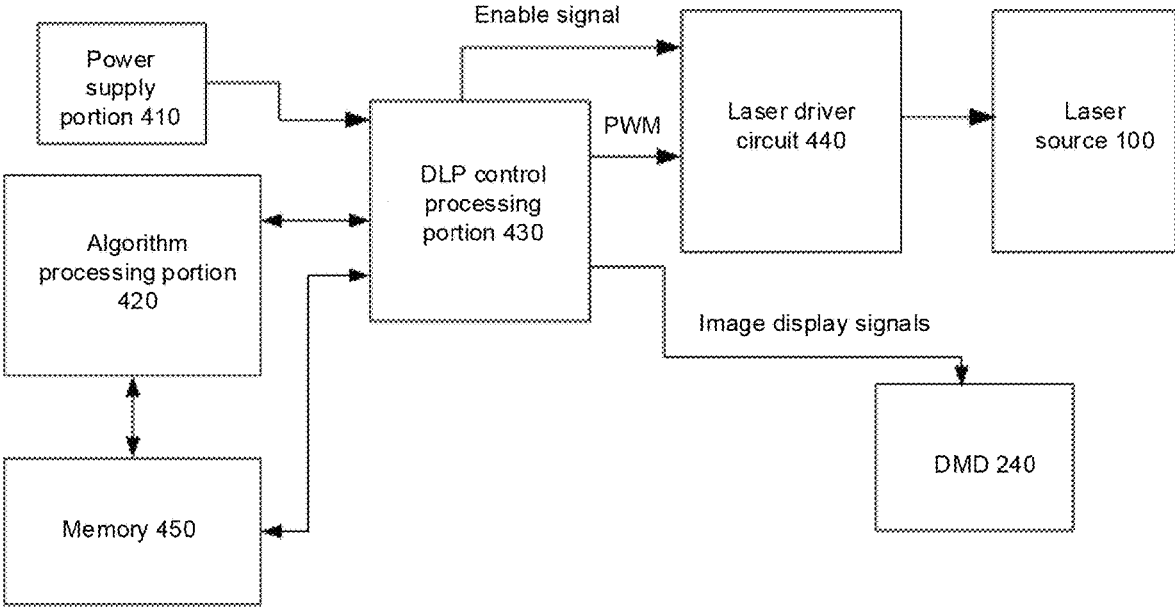 Enable signal
Power
supply
portion 410
Laser driver
circuit 440
Laser
source 100
PWM
DLP control
processing
portion 430
Algorithm
processing portion
420
Image display signals
DMD 240
Memory 450